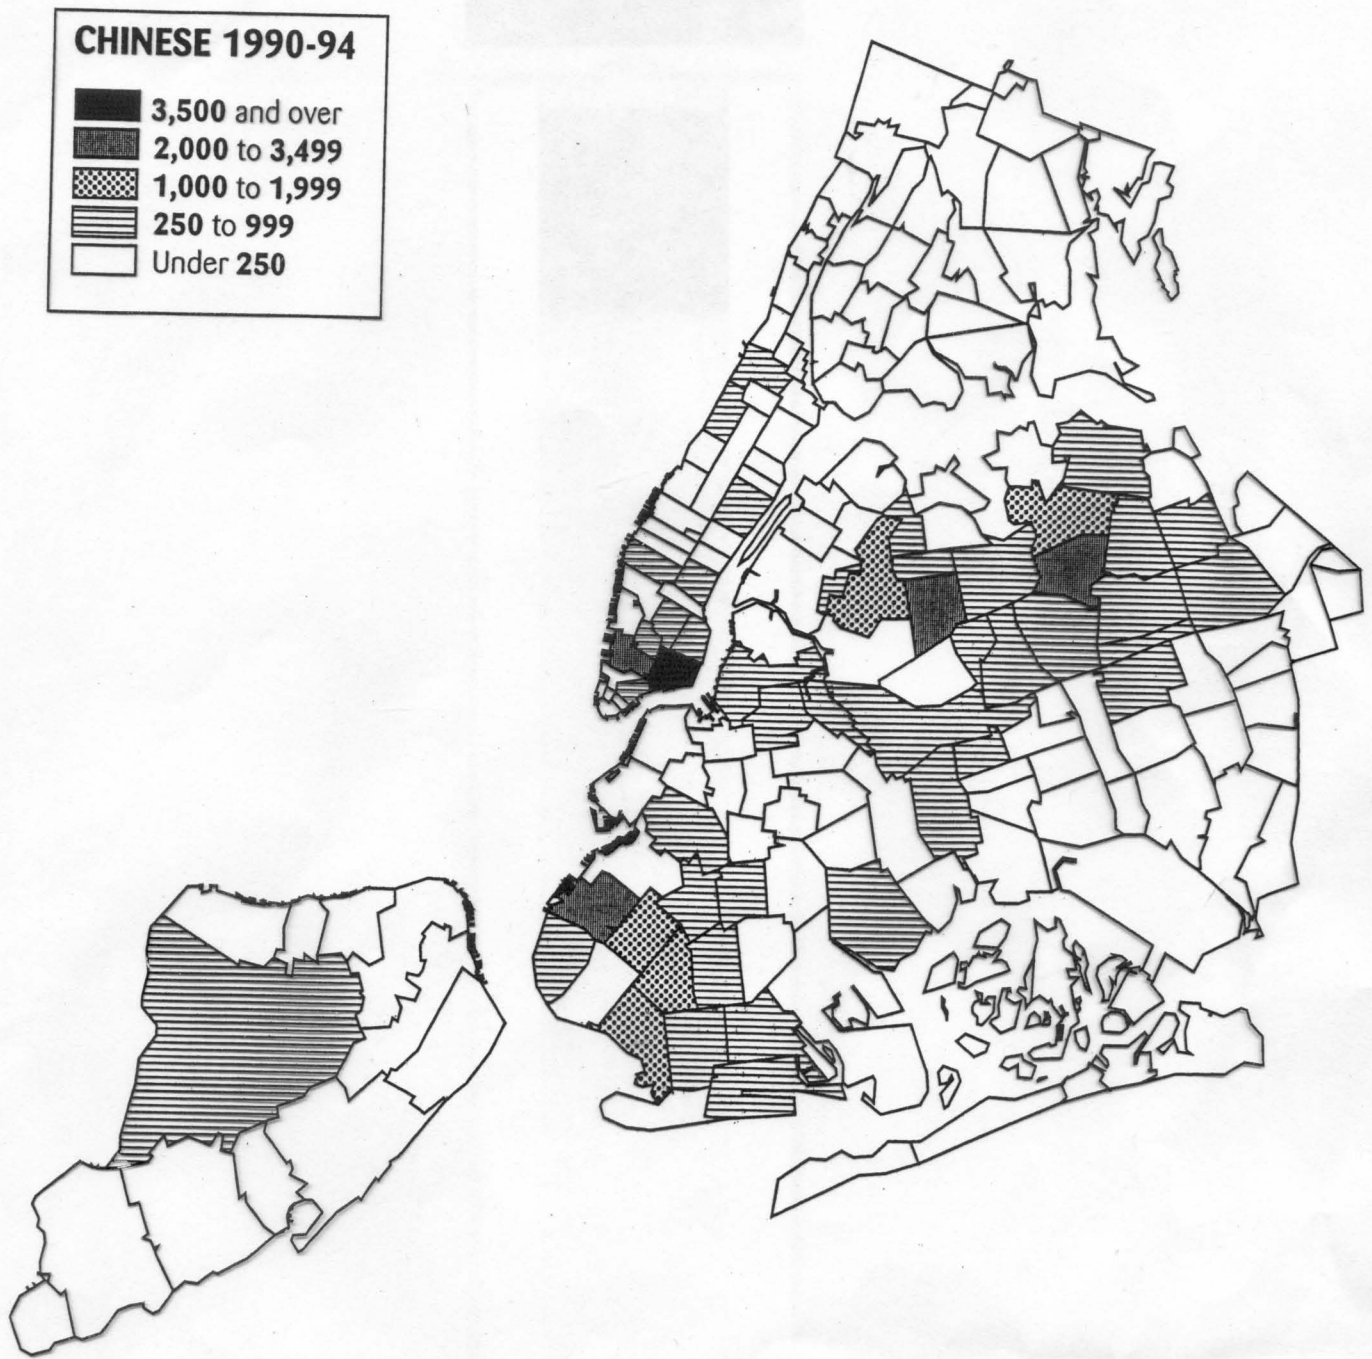 CHINESE 1990-94
3,500 and over
2,000 to 3,499
1,000 to 1,999
250 to 999
Under 250